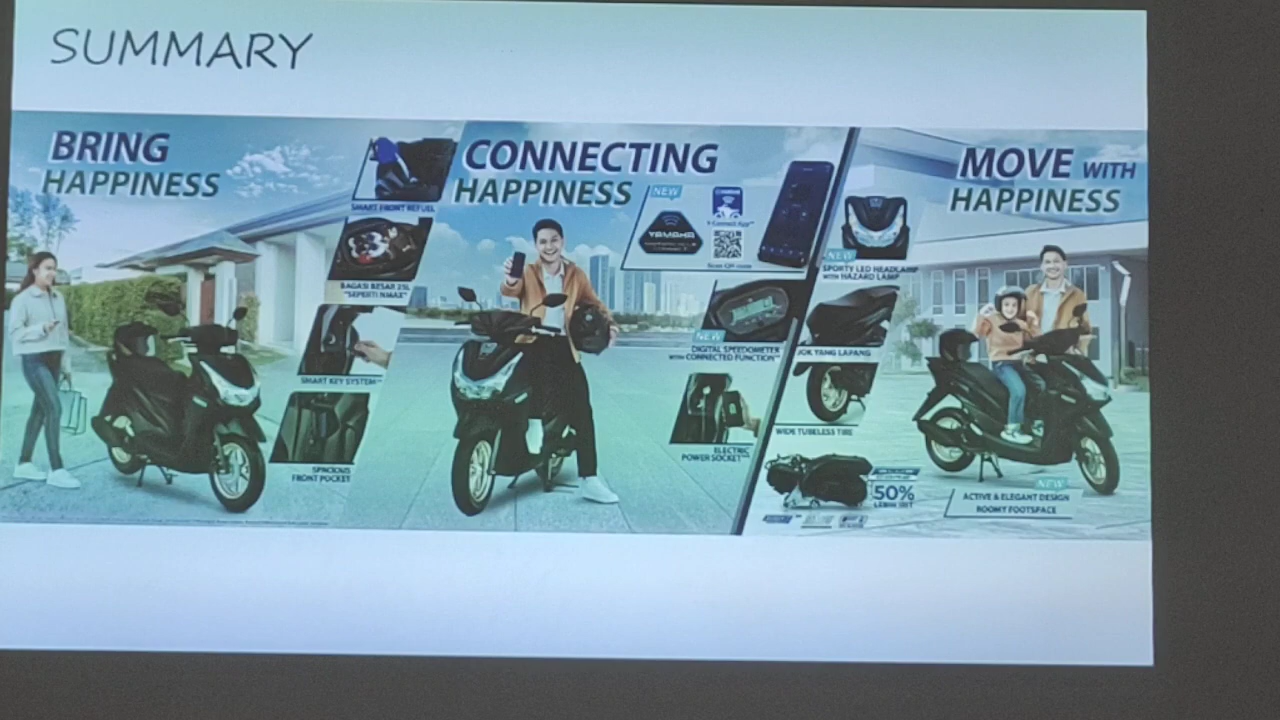 SUMMARY
BRING
HAPPINESS
SMART FRONT REFUEL
BAGASI BESAR 25L
"SEPERTI NMAX"
SMART KEY SYSTEM
SPACIOUS
FRONT POCKET
CONNECTING
HAPPINESS
NEW
YAMAHA
Y-Connect App
Scan QR code
NEW
DIGITAL SPEEDOMETER
WITH CONNECTED FUNCTION
ELECTRIC
POWER SOCKET
MOVE WITH
HAPPINESS
NEW
SPORTY LED HEADLAMP
WITH HAZARD LAMP
JOK YANG LAPANG
WIDE TUBELESS TIRE
50%
LEBIH IRIT
NEW
ACTIVE & ELEGANT DESIGN
ROOMY FOOTSPACE